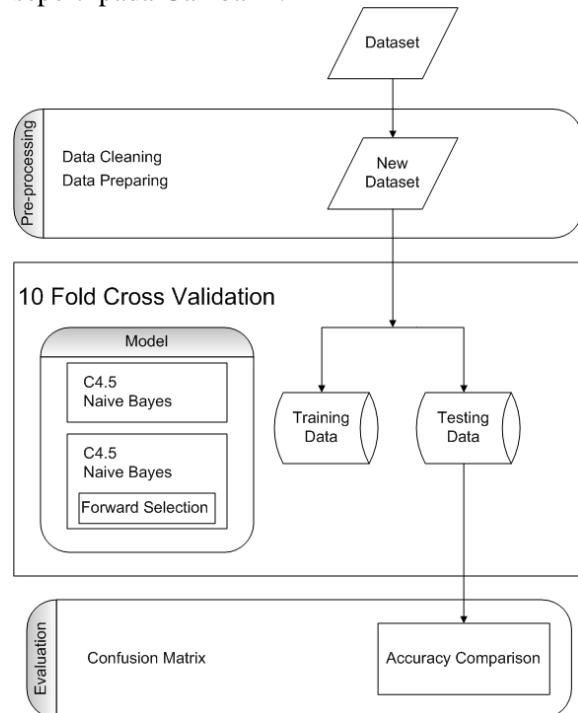 Dataset
Pre-processing
Data Cleaning
Data Preparing
New
Dataset
10 Fold Cross Validation
Model
C4.5
Naive Bayes
C4.5
Naive Bayes
Forward Selection
Training
Data
Testing
Data
Evaluation
Confusion Matrix
Accuracy Comparison